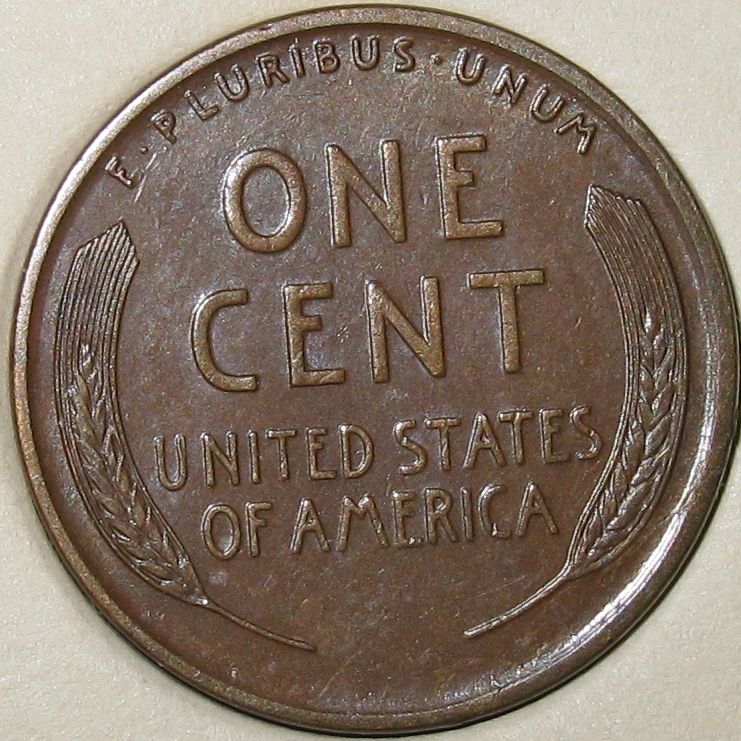 E·PLURIBUS·UNUM
ONE
CENT
UNITED STATES
OF AMERICA